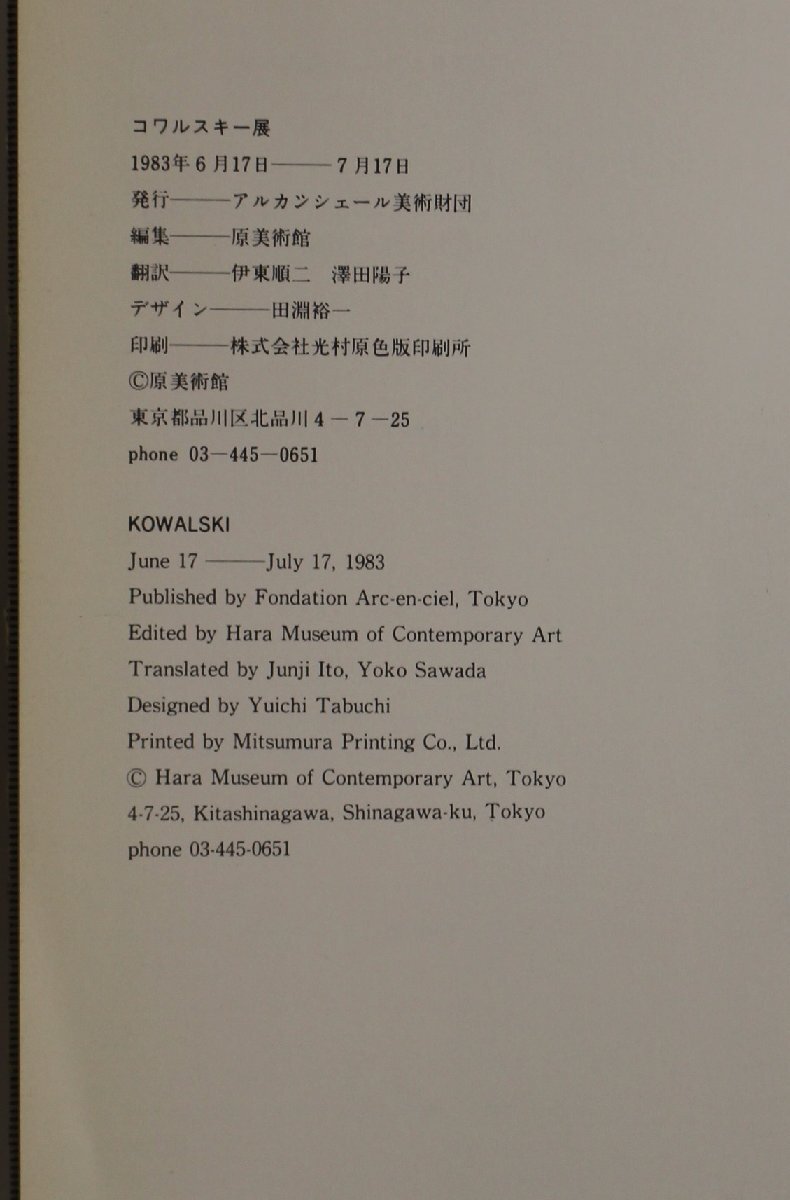 コワルスキー展
1983年6月17日———7月17日
発行———アルカンシェール美術財団
編集———原美術館
翻訳———伊東順二　澤田陽子
デザイン———田淵裕一
印刷———株式会社光村原色版印刷所
©原美術館
東京都品川区北品川4—7—25
phone 03—445—0651
KOWALSKI
June 17 ———July 17, 1983
Published by Fondation Arc-en-ciel, Tokyo
Edited by Hara Museum of Contemporary Art
Translated by Junji Ito, Yoko Sawada
Designed by Yuichi Tabuchi
Printed by Mitsumura Printing Co., Ltd.
© Hara Museum of Contemporary Art, Tokyo
4-7-25, Kitashinagawa, Shinagawa-ku, Tokyo
phone 03-445-0651